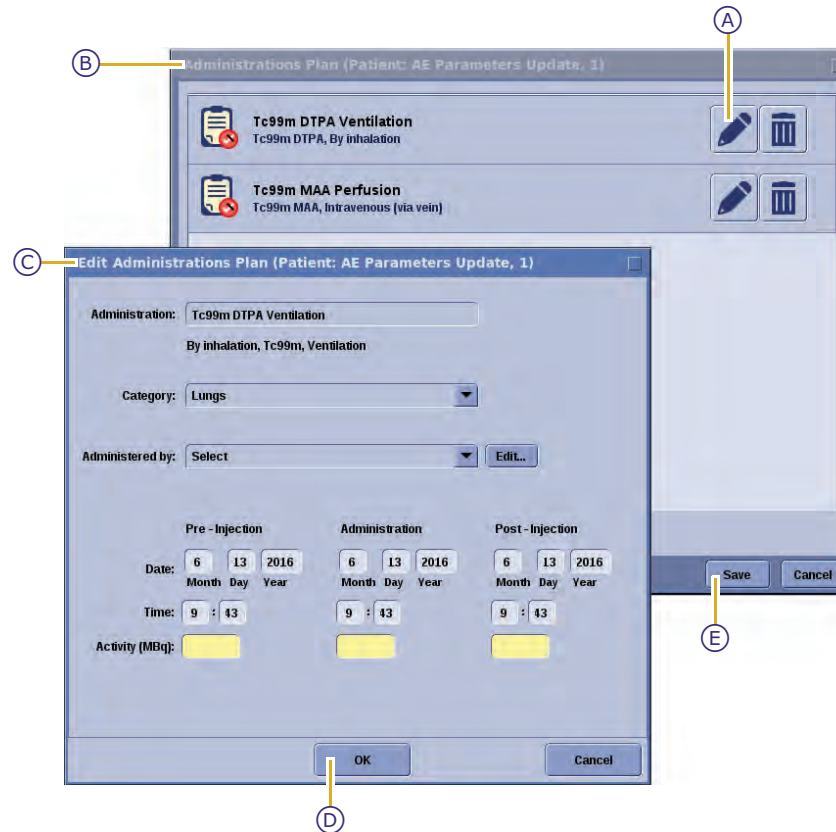 A
B
Administrations Plan (Patient: AE Parameters Update, 1)
Tc99m DTPA Ventilation
Tc99m DTPA, By inhalation
Tc99m MAA Perfusion
Tc99m MAA, Intravenous (via vein)
C
Edit Administrations Plan (Patient: AE Parameters Update, 1)
Administration: Tc99m DTPA Ventilation
By inhalation, Tc99m, Ventilation
Category: Lungs
Administered by: Select Edit...
Pre - Injection Administration Post - Injection
Date: 6 13 2016 6 13 2016 6 13 2016
Month Day Year Month Day Year Month Day Year
Time: 9 : 43 9 : 43 9 : 43
Activity (MBq):
Save Cancel
E
OK Cancel
D